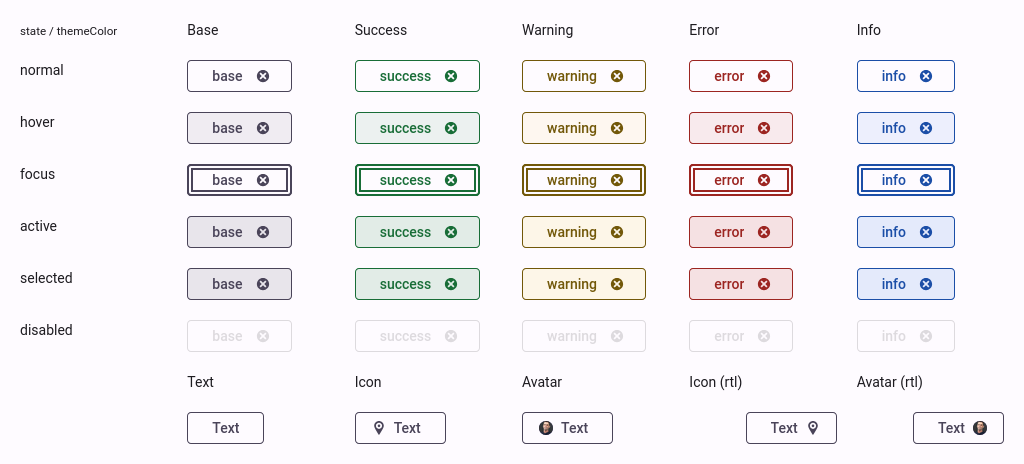 state / themeColor Base Success Warning Error Info
normal base success warning error info
hover base success warning error info
focus base success warning error info
active base success warning error info
selected base success warning error info
disabled base success warning error info
Text Icon Avatar Icon (rtl) Avatar (rtl)
Text Text Text Text Text